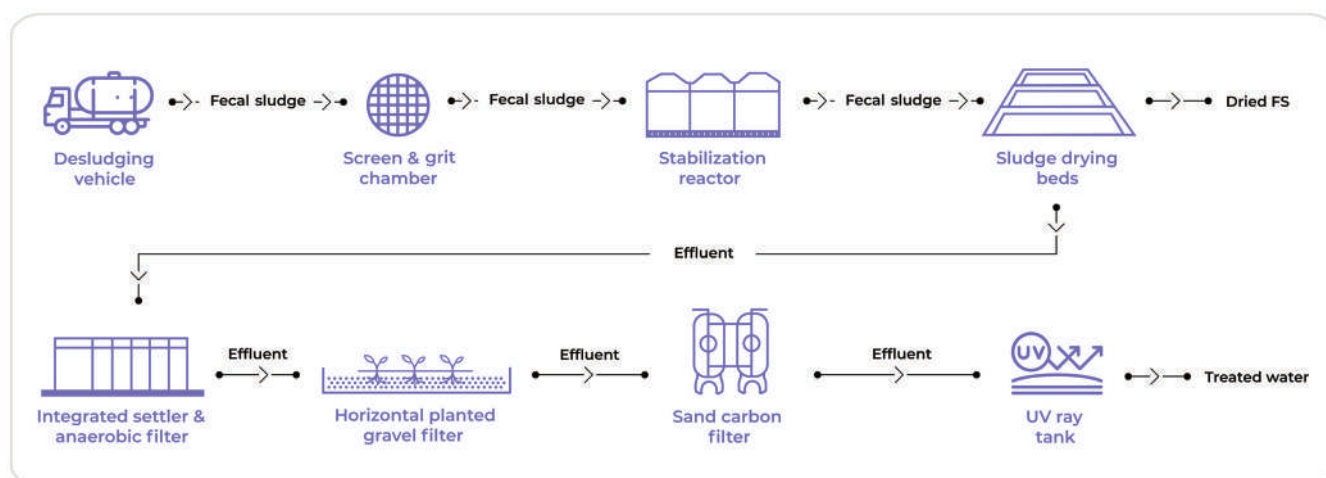 Fecal sludge
Fecal sludge
Fecal sludge
Dried FS
Desludging
vehicle
Screen & grit
chamber
Stabilization
reactor
Sludge drying
beds
Effluent
Effluent
Effluent
Effluent
UV
Treated water
Integrated settler &
anaerobic filter
Horizontal planted
gravel filter
Sand carbon
filter
UV ray
tank